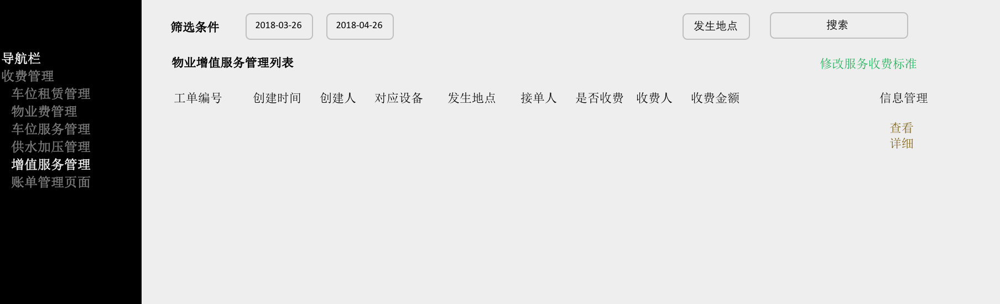 导航栏
收费管理
车位租赁管理
物业费管理
车位服务管理
供水加压管理
增值服务管理
账单管理页面
筛选条件 2018-03-26 2018-04-26 发生地点 搜索
物业增值服务管理列表 修改服务收费标准
工单编号 创建时间 创建人 对应设备 发生地点 接单人 是否收费 收费人 收费金额 信息管理
查看
详细